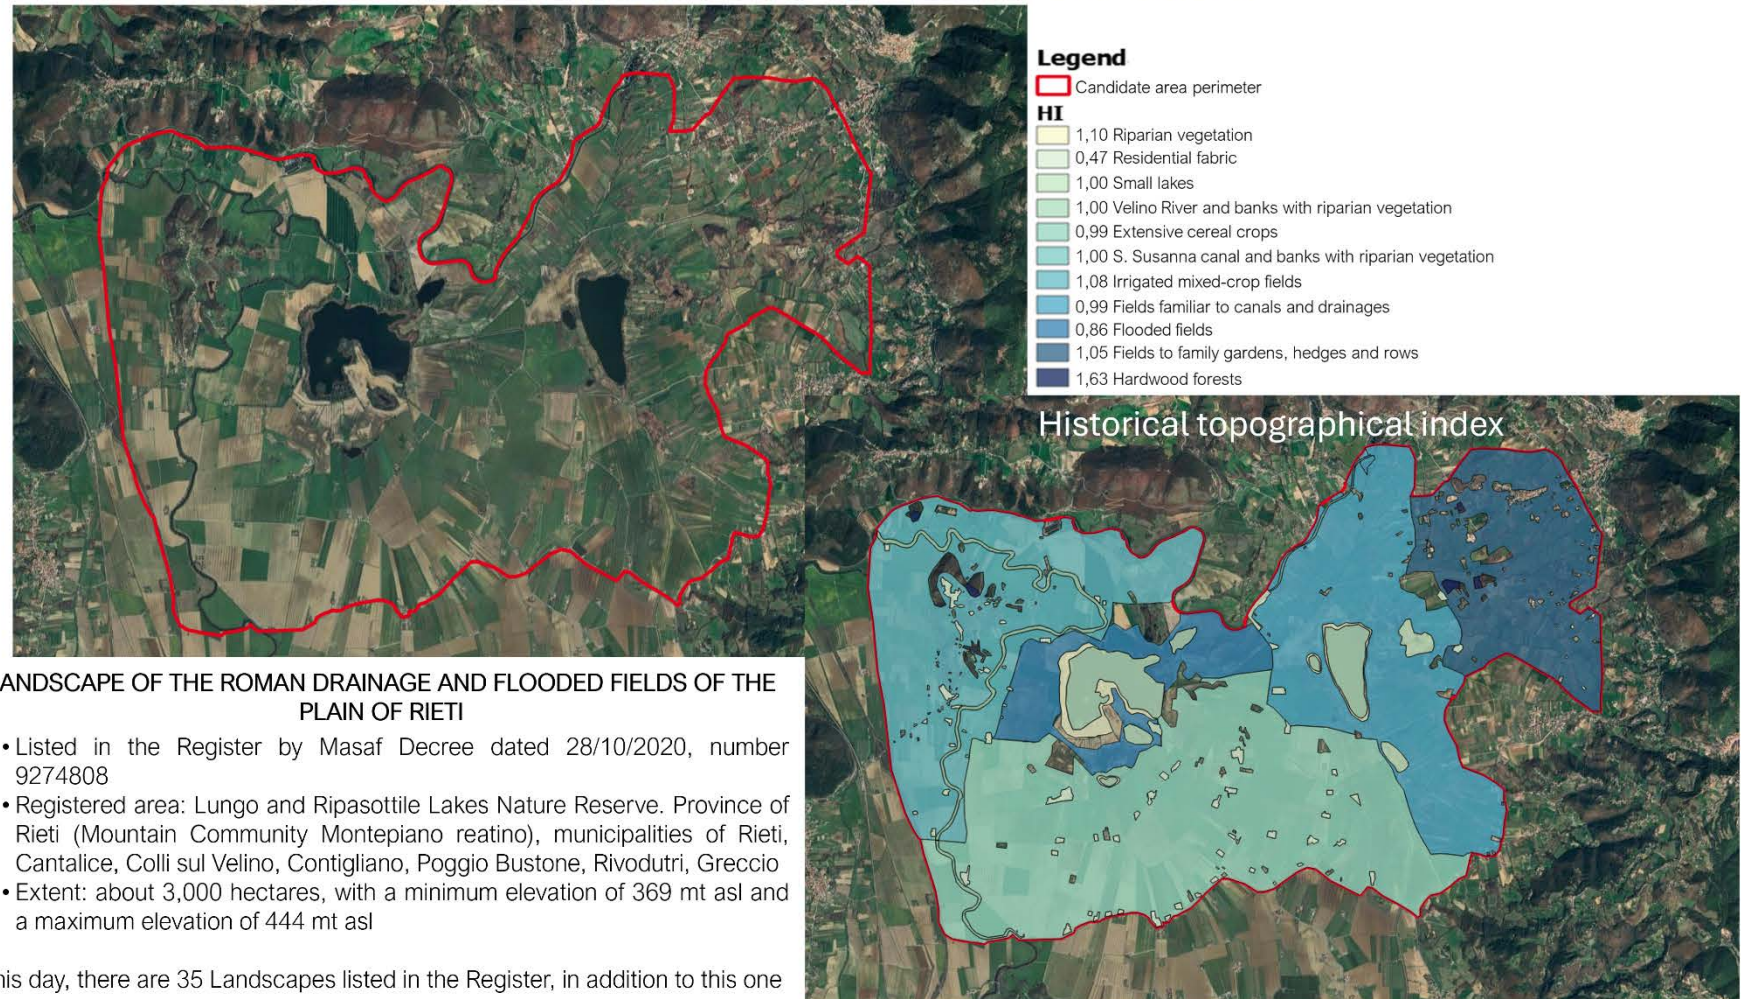 Legend
Candidate area perimeter
HI
1,10 Riparian vegetation
0,47 Residential fabric
1,00 Small lakes
1,00 Velino River and banks with riparian vegetation
0,99 Extensive cereal crops
1,00 S. Susanna canal and banks with riparian vegetation
1,08 Irrigated mixed-crop fields
0,99 Fields familiar to canals and drainages
0,86 Flooded fields
1,05 Fields to family gardens, hedges and rows
1,63 Hardwood forests
Historical topographical index
ANDSCAPE OF THE ROMAN DRAINAGE AND FLOODED FIELDS OF THE
PLAIN OF RIETI
• Listed in the Register by Masaf Decree dated 28/10/2020, number
9274808
• Registered area: Lungo and Ripasottile Lakes Nature Reserve. Province of
Rieti (Mountain Community Montepiano reatino), municipalities of Rieti,
Cantalice, Colli sul Velino, Contigliano, Poggio Bustone, Rivodutri, Greccio
• Extent: about 3,000 hectares, with a minimum elevation of 369 mt asl and
a maximum elevation of 444 mt asl
his day, there are 35 Landscapes listed in the Register, in addition to this one